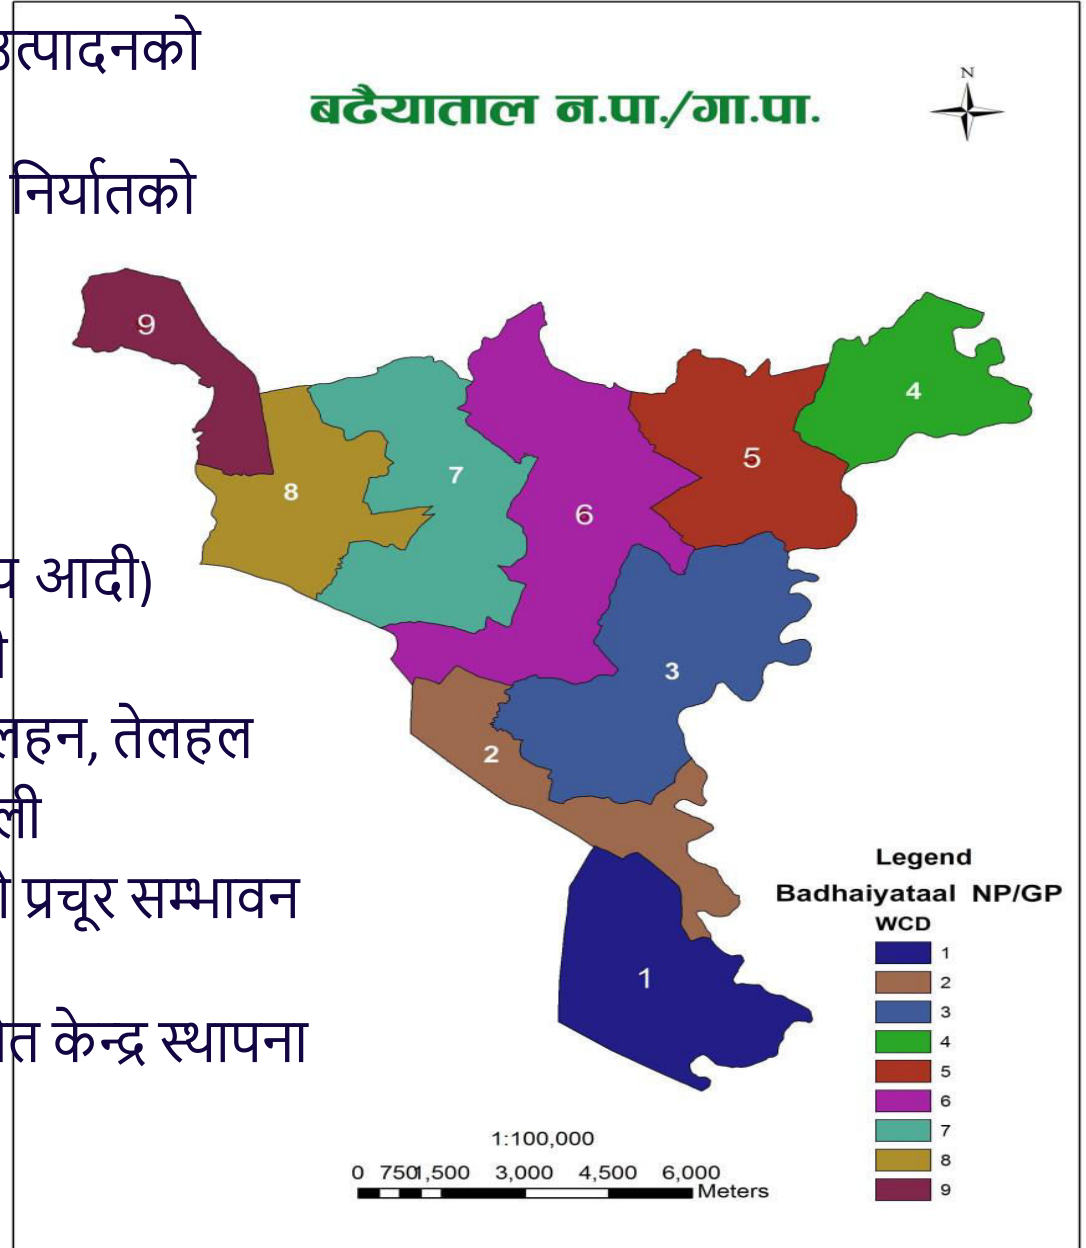 उत्पादनको
बढैयाताल न.पा./गा.पा.
N
निर्यातको
9
4
5
7
8
6
आदी)
3
तेलहल
2
प्रचूर सम्भावन
Legend
Badhaiyataal NP/GP
WCD
1
1
2
3
केन्द्र स्थापना
4
5
6
7
8
9
1:100,000
0 750 1,500 3,000 4,500 6,000
Meters